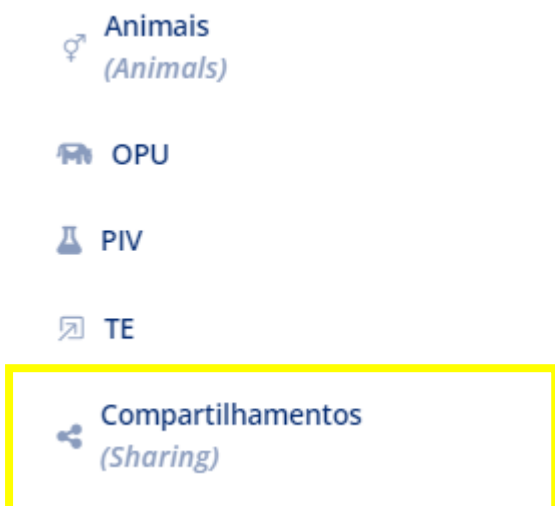 Animais
(Animals)
OPU
PIV
TE
Compartilhamentos
(Sharing)